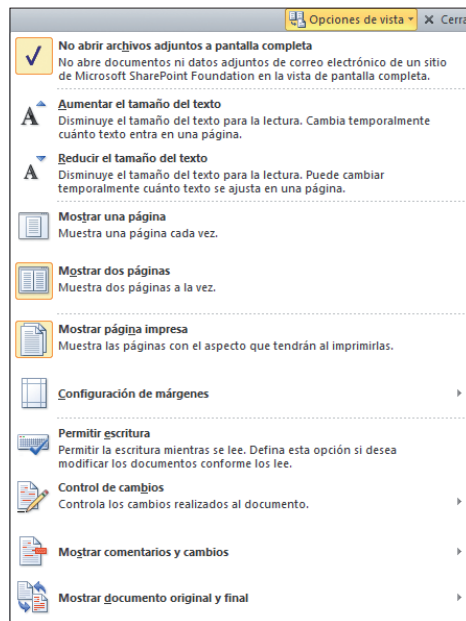 Opciones de vista
Cerra
No abrir archivos adjuntos a pantalla completa
No abre documentos ni datos adjuntos de correo electrónico de un sitio
de Microsoft SharePoint Foundation en la vista de pantalla completa.
Aumentar el tamaño del texto
Disminuye el tamaño del texto para la lectura. Cambia temporalmente
cuánto texto entra en una página.
Reducir el tamaño del texto
Disminuye el tamaño del texto para la lectura. Puede cambiar
temporalmente cuánto texto se ajusta en una página.
Mostrar una página
Muestra una página cada vez.
Mostrar dos páginas
Muestra dos páginas a la vez.
Mostrar página impresa
Muestra las páginas con el aspecto que tendrán al imprimirlas.
Configuración de márgenes
Permitir escritura
Permitir la escritura mientras se lee. Defina esta opción si desea
modificar los documentos conforme los lee.
Control de cambios
Controla los cambios realizados al documento.
Mostrar comentarios y cambios
Mostrar documento original y final